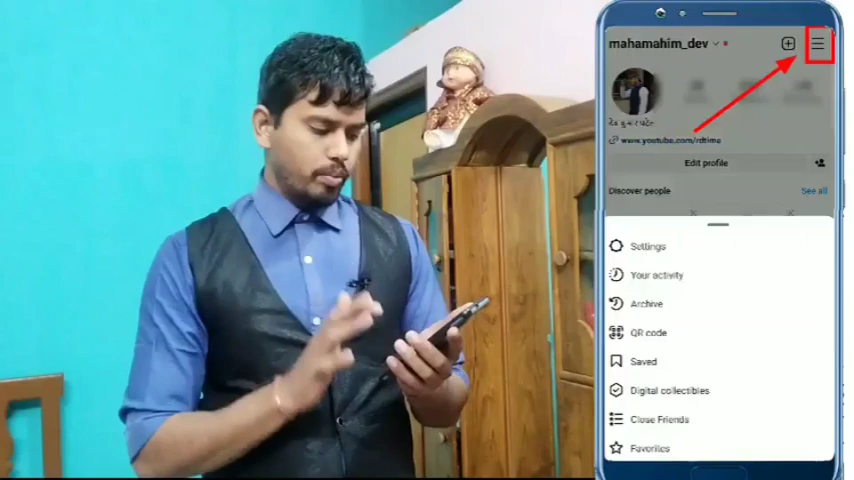 mahamahim_dev
www.youtube.com/rdtime
Edit profile
Discover people
See all
Settings
Your activity
Archive
QR code
Saved
Digital collectibles
Close Friends
Favorites